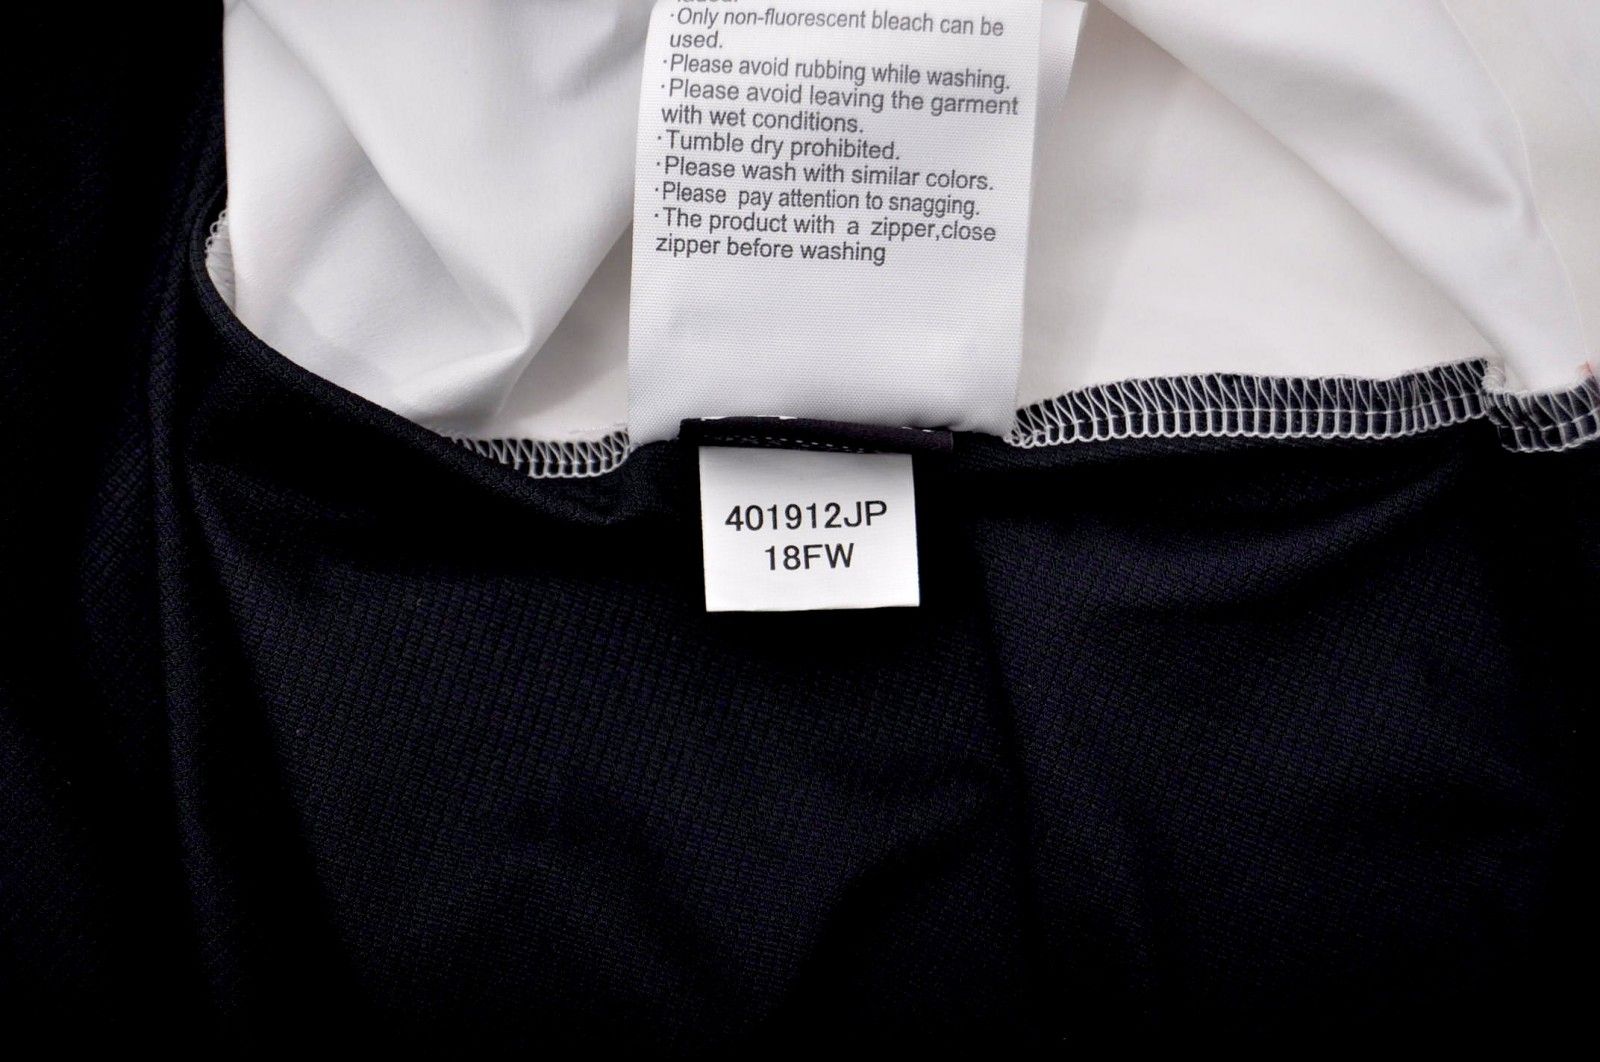 ·Only non-fluorescent bleach can be
used.
·Please avoid rubbing while washing.
·Please avoid leaving the garment
with wet conditions.
·Tumble dry prohibited.
·Please wash with similar colors.
·Please pay attention to snagging.
·The product with a zipper,close
zipper before washing
401912JP
18FW